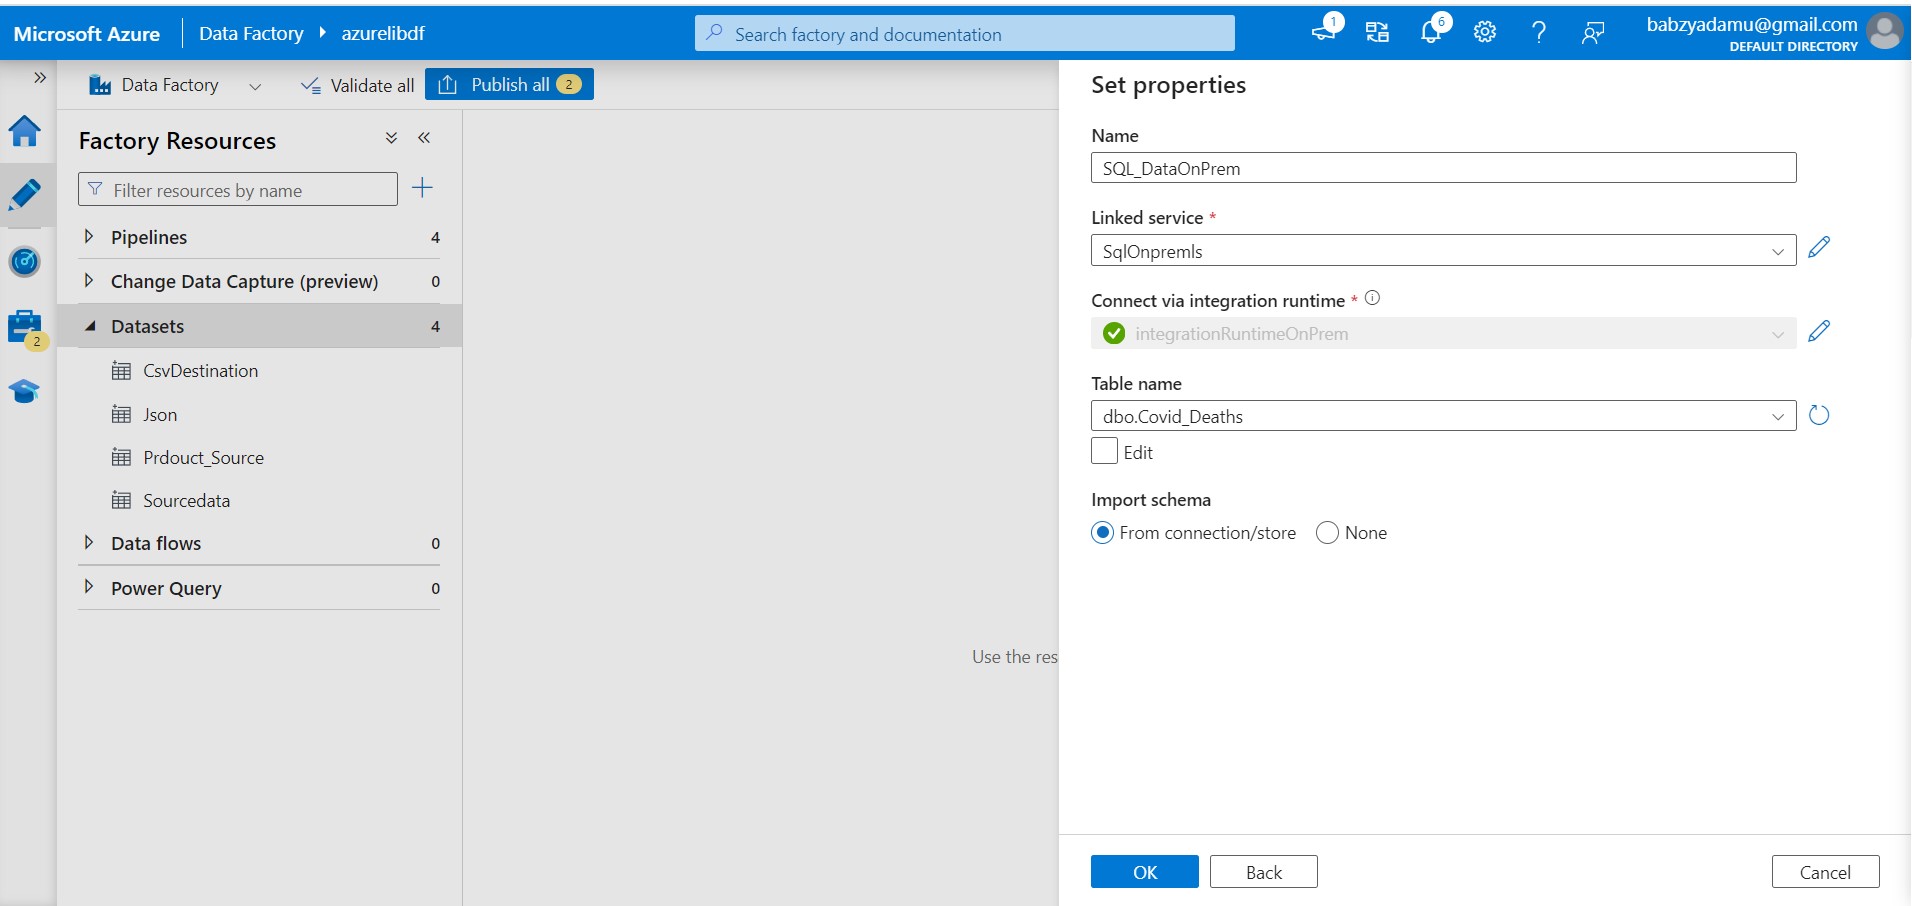 Microsoft Azure
Data Factory
azurelibdf
Search factory and documentation
1
6
babzyadamu@gmail.com
DEFAULT DIRECTORY
Data Factory
Validate all
Publish all 2
2
Factory Resources
Filter resources by name
Pipelines 4
Change Data Capture (preview) 0
Datasets 4
CsvDestination
Json
Prdouct_Source
Sourcedata
Data flows 0
Power Query 0
Use the res
Set properties
Name
SQL_DataOnPrem
Linked service *
SqlOnpremls
Connect via integration runtime *
integrationRuntimeOnPrem
Table name
dbo.Covid_Deaths
Edit
Import schema
From connection/store None
OK Back Cancel